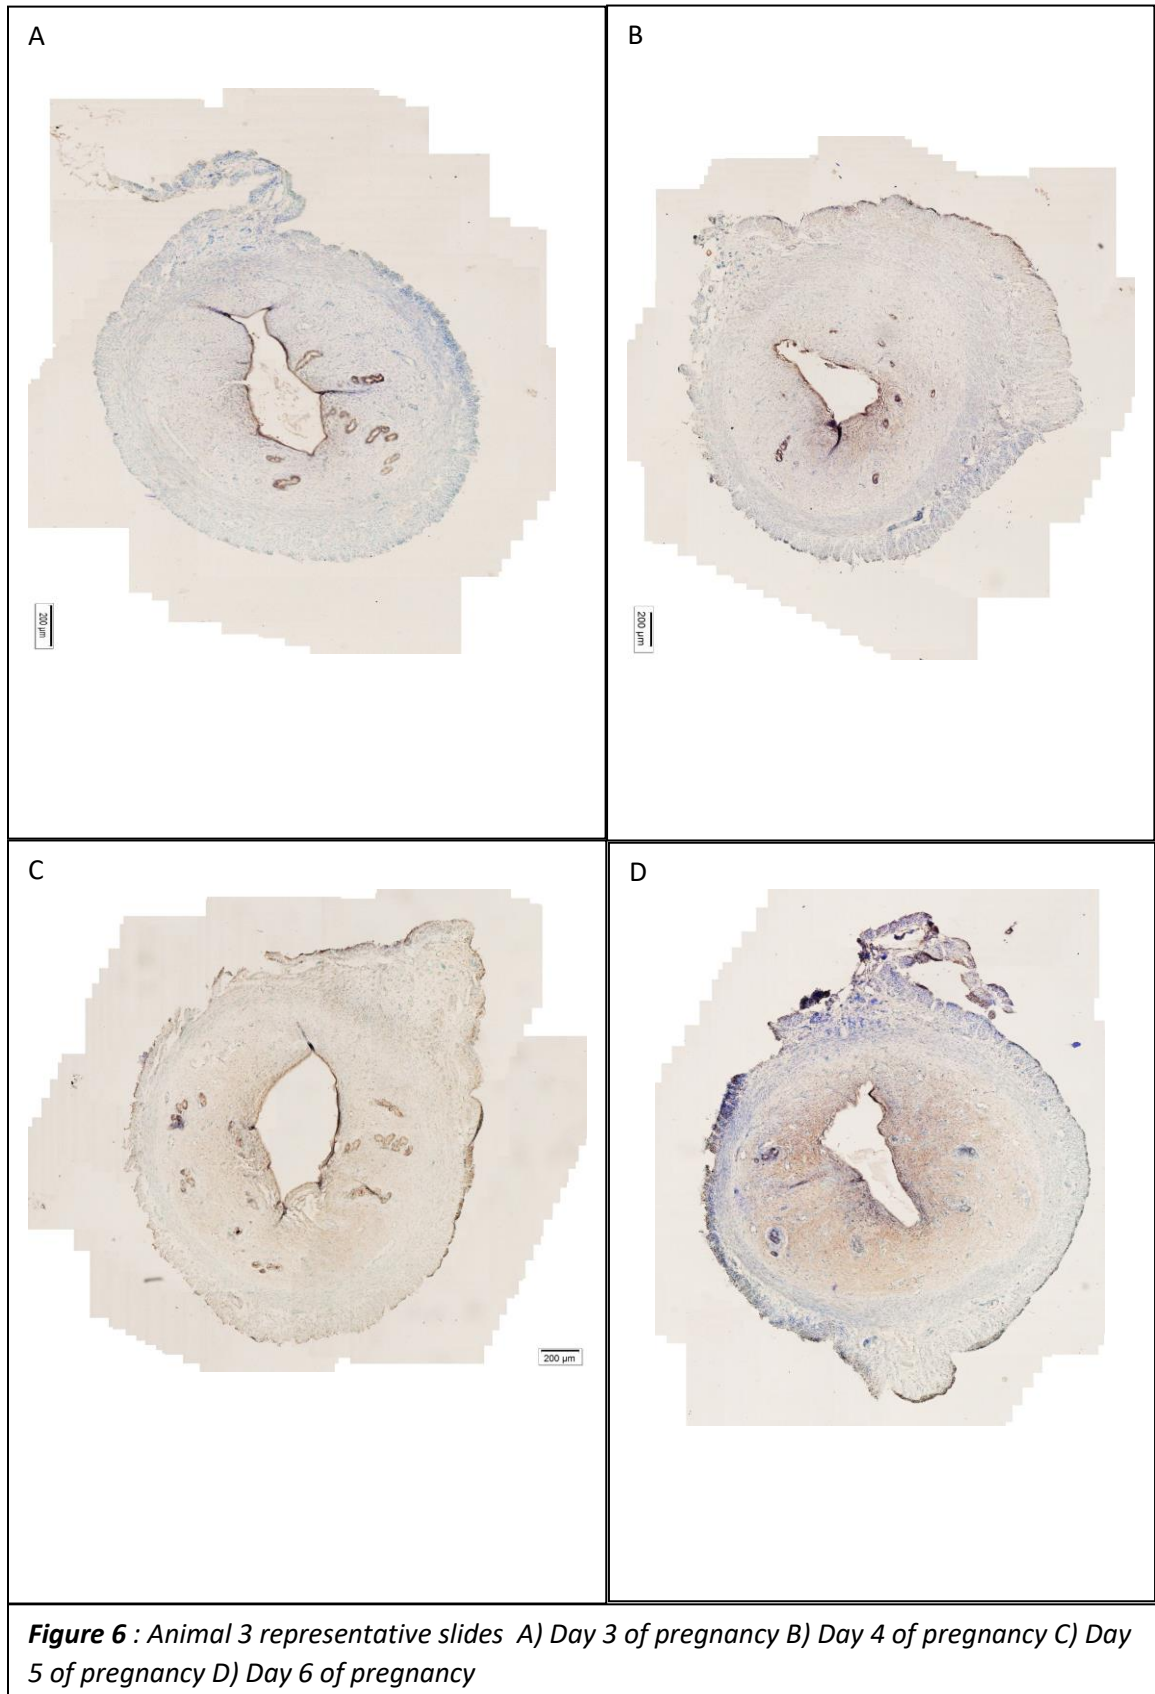 A
B
200 µm
200 µm
C
D
200 µm
Figure 6 : Animal 3 representative slides A) Day 3 of pregnancy B) Day 4 of pregnancy C) Day
5 of pregnancy D) Day 6 of pregnancy